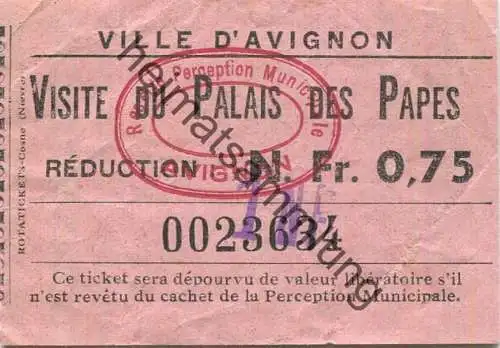 VILLE D'AVIGNON
VISITE DU PALAIS DES PAPES
RÉDUCTION N. Fr. 0,75
0023634
Ce ticket sera dépourvu de valeur libératoire s'il
n'est revêtu du cachet de la Perception Municipale.
ROTATICKETS-Cosne (Nièvre)
Perception Municipale
AVIGNON
heimatsammlung